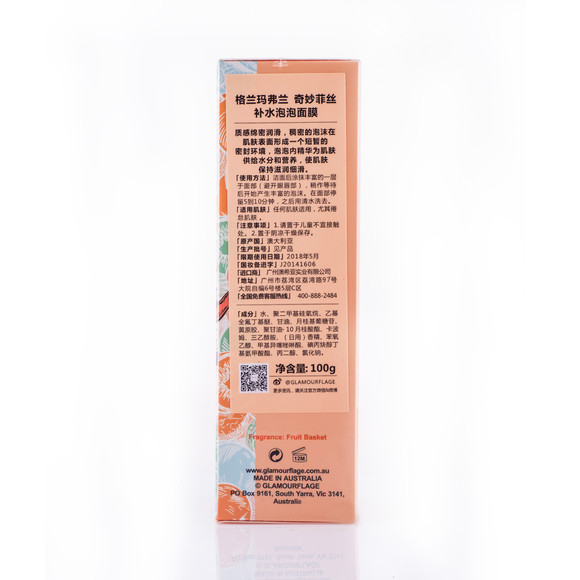 格兰玛弗兰 奇妙菲丝
补水泡泡面膜
质感绵密润滑，稠密的泡沫在
肌肤表面形成一个短暂的
密封环境，泡泡内精华为肌肤
供给水分和营养，使肌肤
保持滋润细滑。
「使用方法」洁面后涂抹丰富的一层
于面部（避开眼唇部），稍作等待
后开始产生丰富的泡沫。在面部停
留5到10分钟，之后用清水洗去。
「适用肌肤」任何肌肤适用，尤其倦
怠肌肤。
「注意事项」1.请置于儿童不宜接触
处。2.置于阴凉干燥保存。
「原产国」澳大利亚
「生产批号」见产品
「限期使用日期」2018年5月
「国妆备进字」J20141606
「进口商」广州澳希亚实业有限公司
「地址」广州市荔湾区荔湾路97号
大院自编6号楼C区
「全国免费客服热线」 400-888-2484
「成分」水、聚二甲基硅氧烷、乙基
全氟丁基醚、甘油、月桂基葡糖苷、
黄原胶、聚甘油-10月桂酸酯、卡波
姆、三乙醇胺、（日用）香精、苯氧
乙醇、甲基异噻唑啉酮、碘丙炔醇丁
基氨甲酸酯、丙二醇、氯化钠。
净含量:100g
@GLAMOURFLAGE
更多资讯，请关注官方微信&微博
Fragrance: Fruit Basket
12M
www.glamourflage.com.au
MADE IN AUSTRALIA
© GLAMOURFLAGE
PO Box 9161, South Yarra, Vic 3141,
Australia